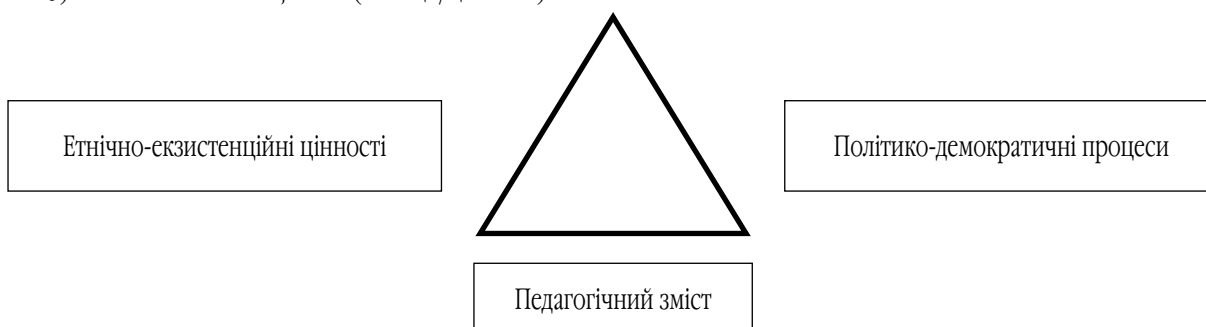 Етнічно-екзистенційні цінності
Політико-демократичні процеси
Педагогічний зміст